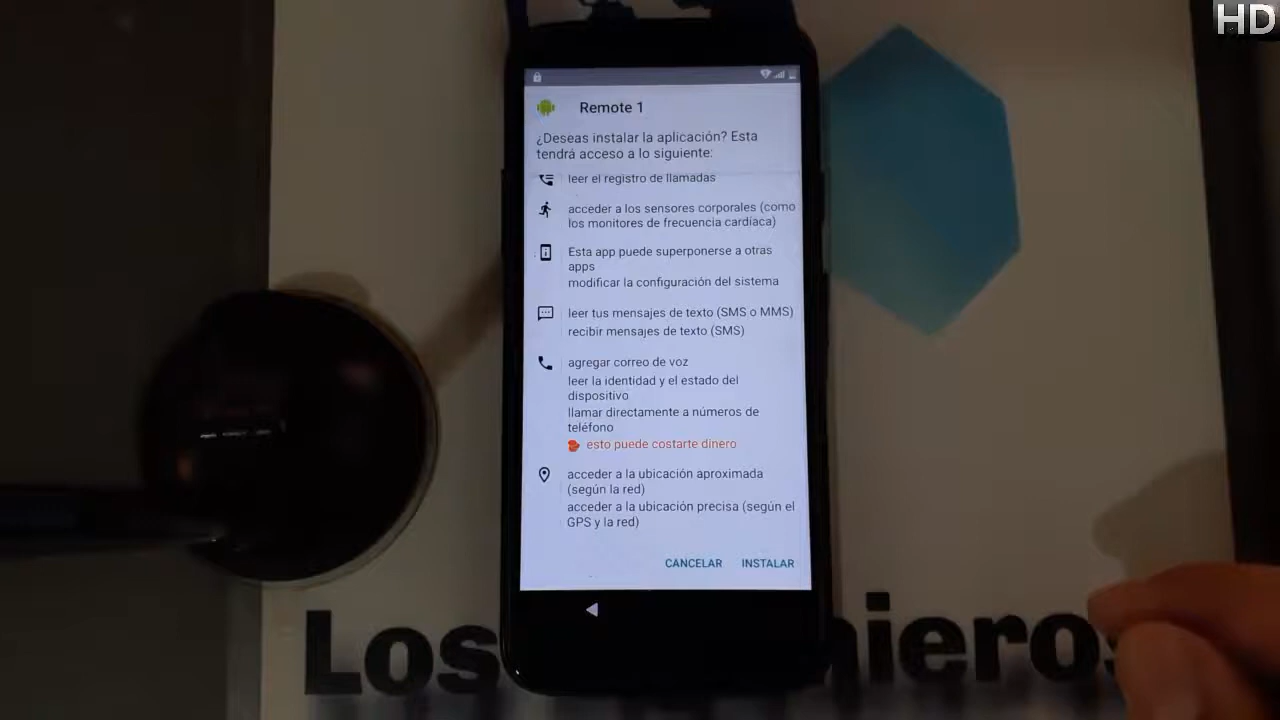 HD
Remote 1
¿Deseas instalar la aplicación? Esta
tendrá acceso a lo siguiente:
leer el registro de llamadas
acceder a los sensores corporales (como
los monitores de frecuencia cardíaca)
Esta app puede superponerse a otras
apps
modificar la configuración del sistema
leer tus mensajes de texto (SMS o MMS)
recibir mensajes de texto (SMS)
agregar correo de voz
leer la identidad y el estado del
dispositivo
llamar directamente a números de
teléfono
esto puede costarte dinero
acceder a la ubicación aproximada
(según la red)
acceder a la ubicación precisa (según el
GPS y la red)
CANCELAR INSTALAR
Los